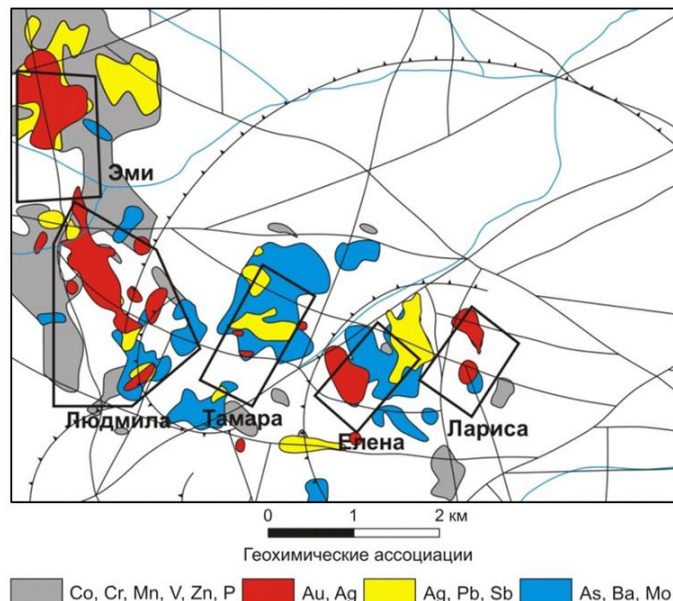 Эми
Людмила
Тамара
Елена
Лариса
0 1 2 км
Геохимические ассоциации
Co, Cr, Mn, V, Zn, P Au, Ag Ag, Pb, Sb As, Ba, Mo